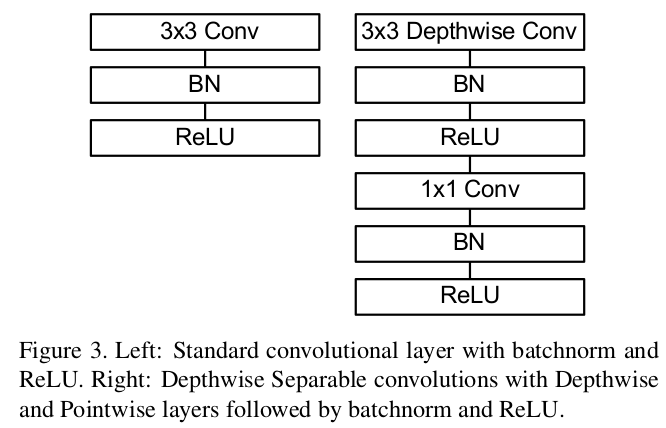 3x3 Conv
BN
ReLU
3x3 Depthwise Conv
BN
ReLU
1x1 Conv
BN
ReLU
Figure 3. Left: Standard convolutional layer with batchnorm and
ReLU. Right: Depthwise Separable convolutions with Depthwise
and Pointwise layers followed by batchnorm and ReLU.